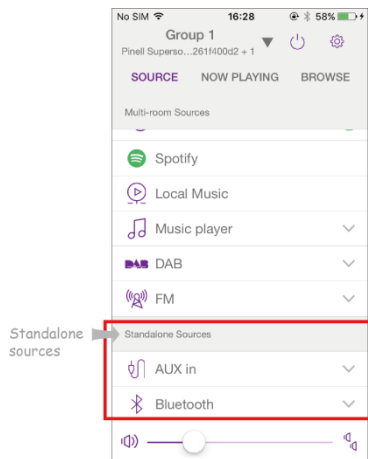 No SIM 16:28 58%
Group 1
Pinell Superso...261f400d2 + 1
SOURCE NOW PLAYING BROWSE
Multi-room Sources
Spotify
Local Music
Music player
DAB DAB
FM
Standalone Sources
Standalone
sources
AUX in
Bluetooth